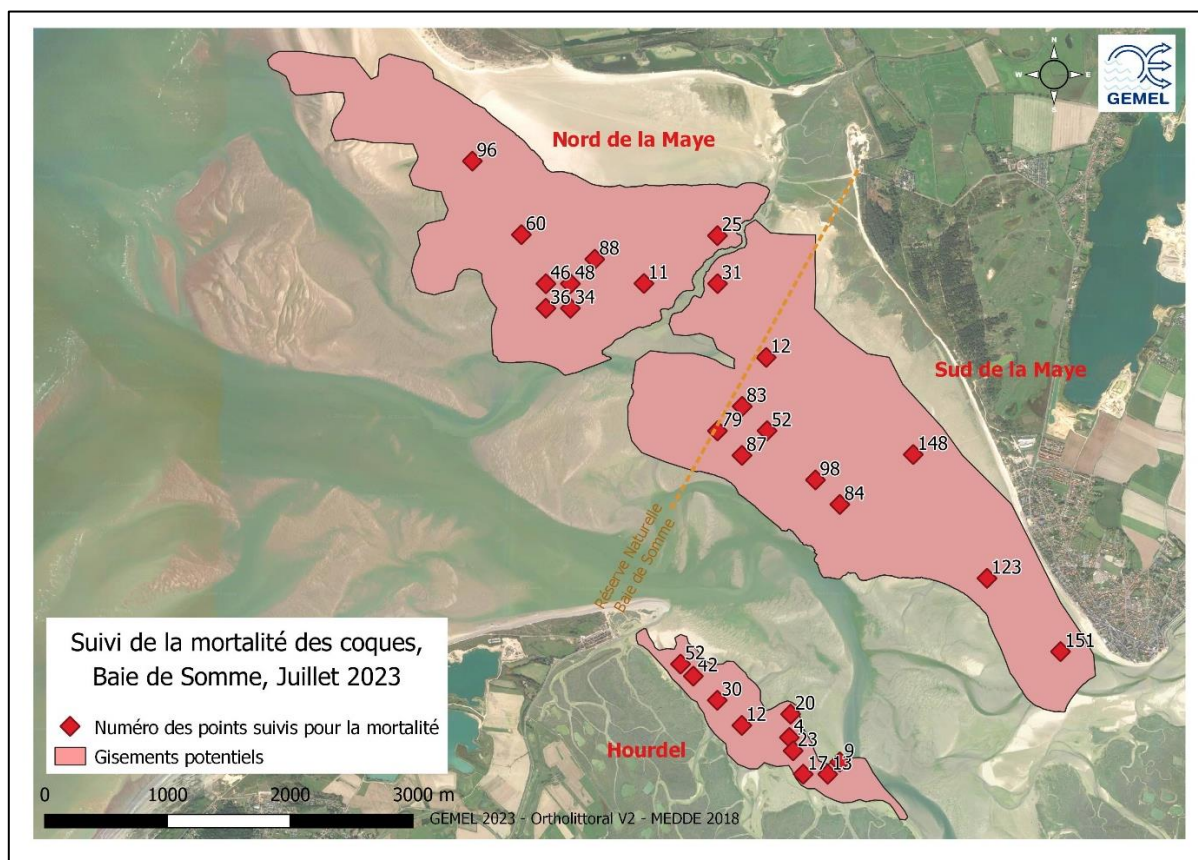 N
W
E
S
GEMEL
Nord de la Maye
96
60
25
88
46
48
11
31
36
34
12
Sud de la Maye
83
79
52
87
148
98
84
123
151
Réserve Naturelle
Baie de Somme
52
42
30
20
12
4
23
9
17
13
Hourdel
Suivi de la mortalité des coques,
Baie de Somme, Juillet 2023
Numéro des points suivis pour la mortalité
Gisements potentiels
0
1000
2000
3000 m
GEMEL 2023 - Ortholittoral V2 - MEDDE 2018